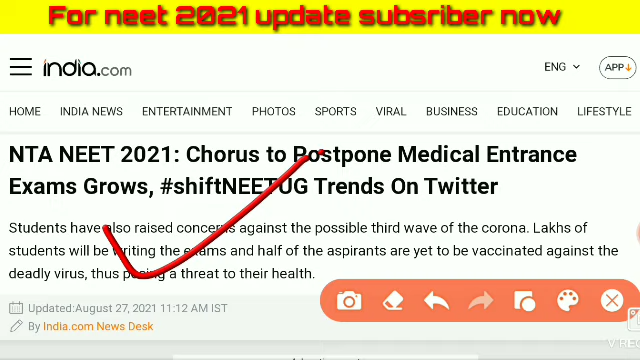 For neet 2021 update subsriber now
india.com
ENG
APP
HOME INDIA NEWS ENTERTAINMENT PHOTOS SPORTS VIRAL BUSINESS EDUCATION LIFESTYLE
NTA NEET 2021: Chorus to Postpone Medical Entrance
Exams Grows, #shiftNEETUG Trends On Twitter
Students have also raised concerns against the possible third wave of the corona. Lakhs of
students will be writing the exams and half of the aspirants are yet to be vaccinated against the
deadly virus, thus posing a threat to their health.
Updated:August 27, 2021 11:12 AM IST
By India.com News Desk
V REC